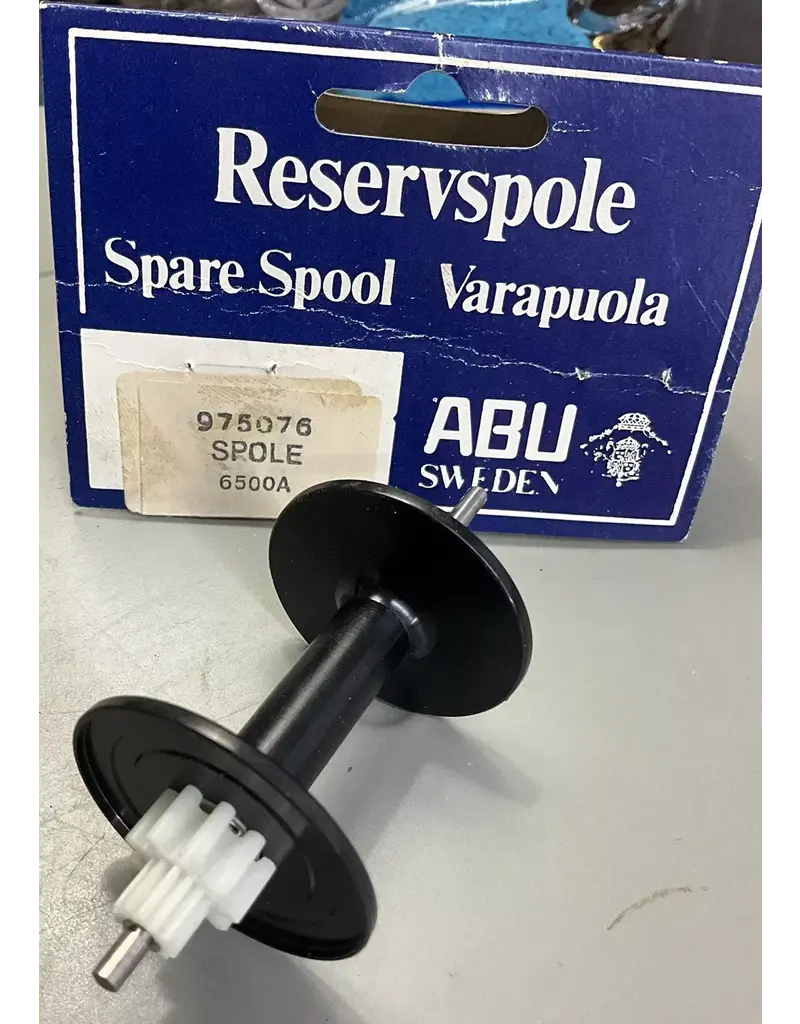 Reservspole
Spare Spool Varapuola
975076
SPOLE
6500A
ABU
SWEDEN